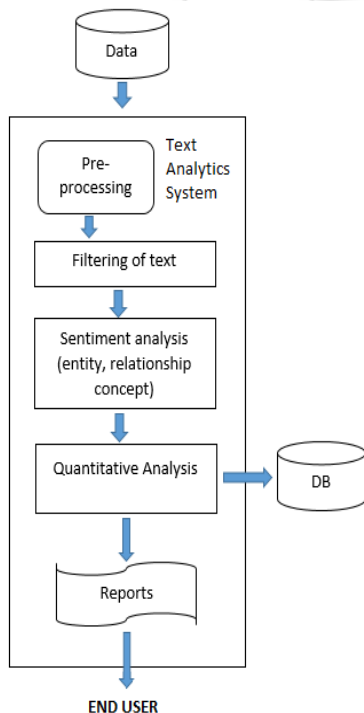 Data
Text
Analytics
System
Pre-
processing
Filtering of text
Sentiment analysis
(entity, relationship
concept)
Quantitative Analysis
DB
Reports
END USER